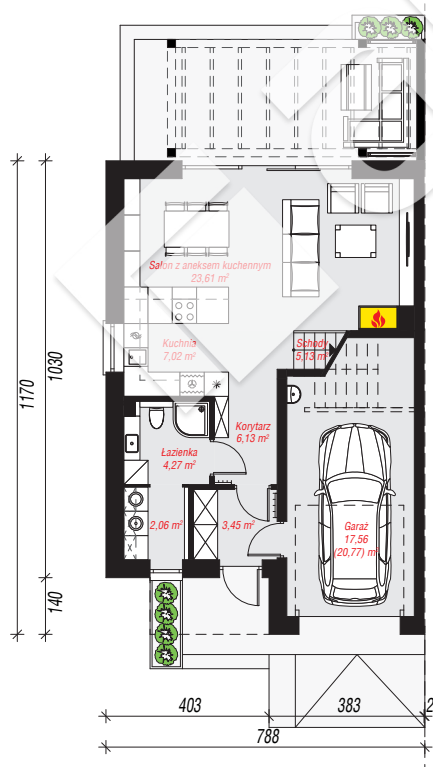 Salon z aneksem kuchennym
23,61 m²
Kuchnia
7,02 m²
Schody
5,13 m²
Korytarz
6,13 m²
Łazienka
4,27 m²
2,06 m²
3,45 m²
Garaż
17,56
(20,77) m
1170
1030
140
403
383
2
788